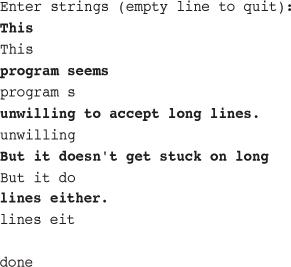 Enter strings (empty line to quit):
This
This
program seems
program s
unwilling to accept long lines.
unwilling
But it doesn't get stuck on long
But it do
lines either.
lines eit
done